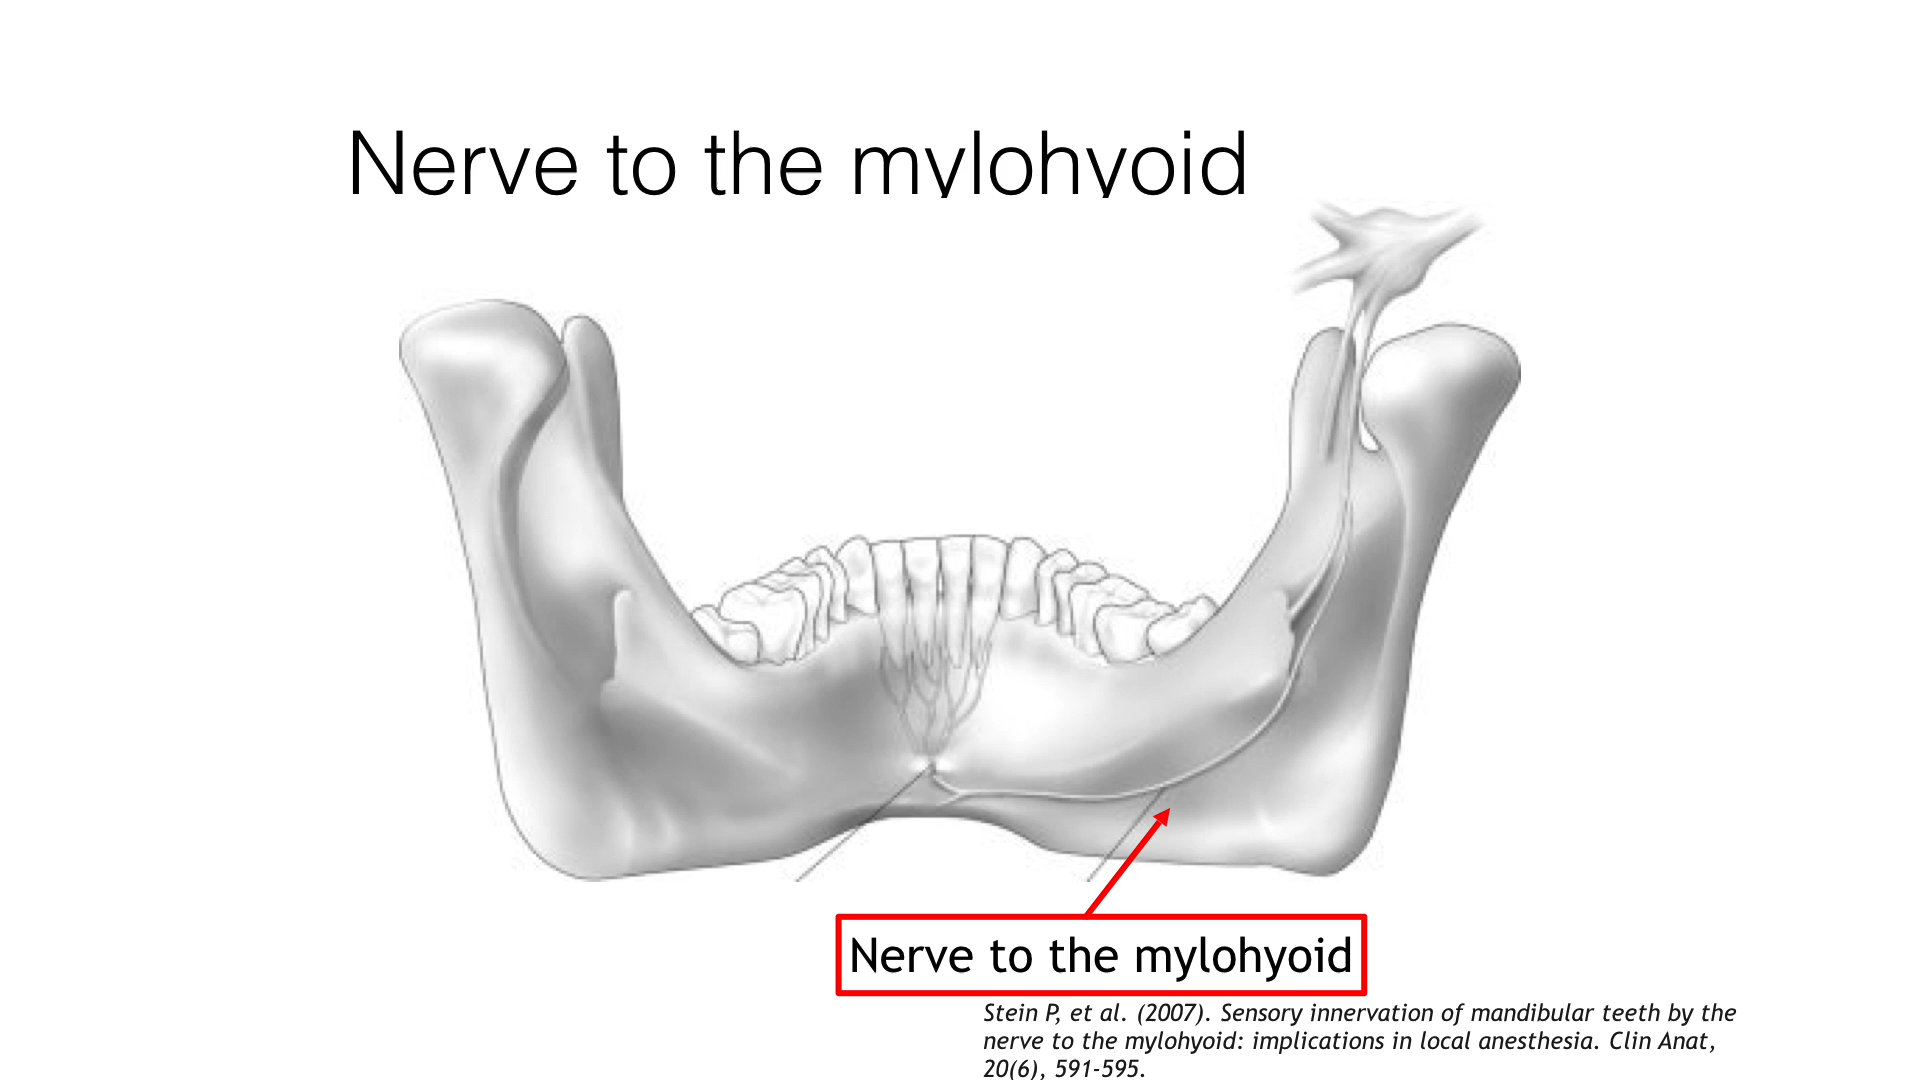 Nerve to the mylohyoid
Nerve to the mylohyoid
Stein P, et al. (2007). Sensory innervation of mandibular teeth by the
nerve to the mylohyoid: implications in local anesthesia. Clin Anat,
20(6), 591-595.